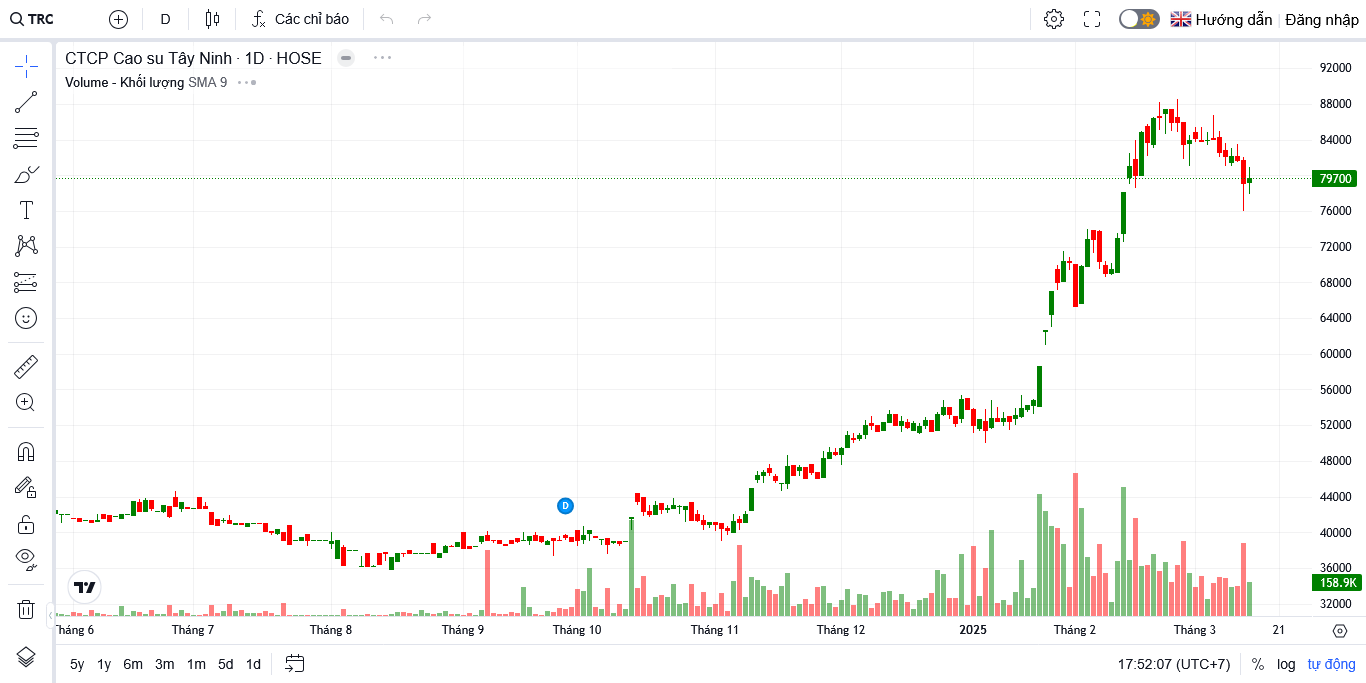 TRC D Các chỉ báo Hướng dẫn Đăng nhập
CTCP Cao su Tây Ninh · 1D · HOSE
Volume - Khối lượng SMA 9
92000
88000
84000
79700
76000
72000
68000
64000
60000
56000
52000
48000
44000
D
40000
36000
158.9K
32000
Tháng 6 Tháng 7 Tháng 8 Tháng 9 Tháng 10 Tháng 11 Tháng 12 2025 Tháng 2 Tháng 3 21
5y 1y 6m 3m 1m 5d 1d 17:52:07 (UTC+7) % log tự động